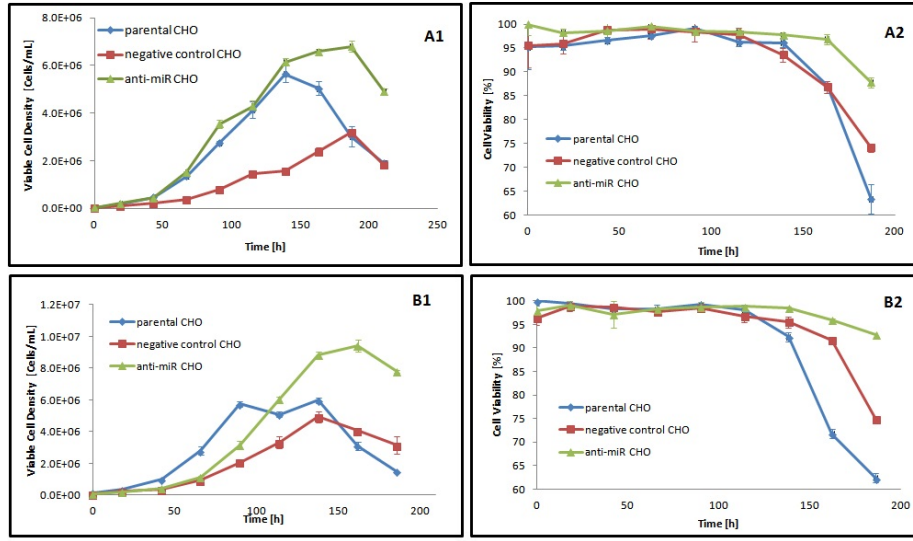 A1
8.0E+06
6.0E+06
4.0E+06
2.0E+06
0.0E+00
Viable Cell Density [Cells/mL]
parental CHO
negative control CHO
anti-miR CHO
0 50 100 150 200 250
Time [h]
A2
100
95
90
85
80
75
70
65
60
Cell Viability [%]
parental CHO
negative control CHO
anti-miR CHO
0 50 100 150 200
Time [h]
B1
1.2E+07
1.0E+07
8.0E+06
6.0E+06
4.0E+06
2.0E+06
0.0E+00
Viable Cell Density [Cells/mL]
parental CHO
negative control CHO
anti-miR CHO
0 50 100 150 200
Time [h]
B2
100
95
90
85
80
75
70
65
60
Cell Viability [%]
parental CHO
negative control CHO
anti-miR CHO
0 50 100 150 200
Time [h]